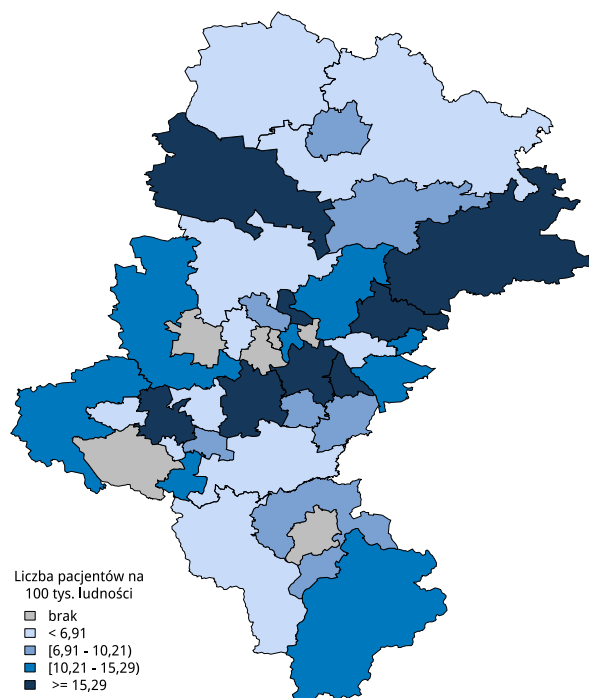 Liczba pacjentów na
100 tys. ludności
brak
< 6,91
[6,91 - 10,21)
[10,21 - 15,29)
>= 15,29